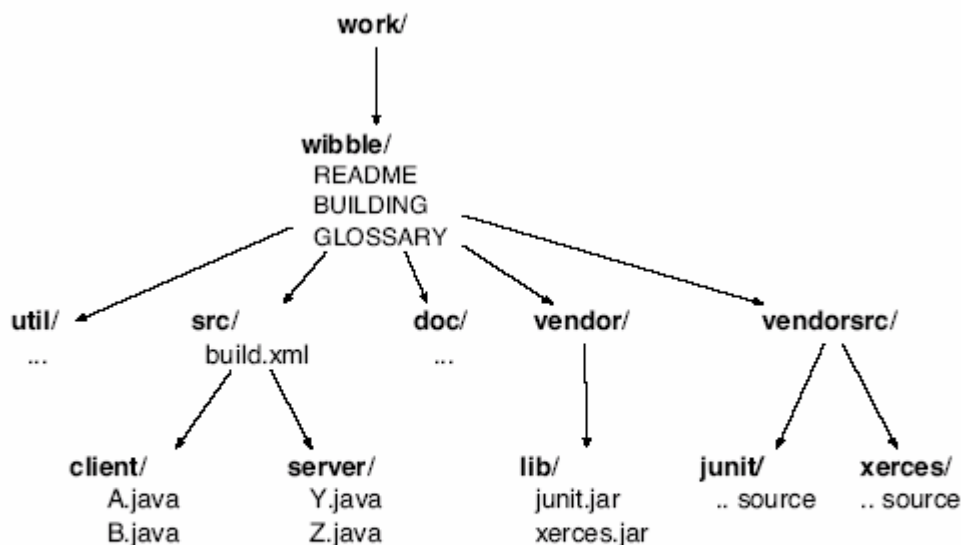 work/
wibble/
README
BUILDING
GLOSSARY
util/ src/ doc/ vendor/ vendorsrc/
... build.xml ...
client/ server/ lib/ junit/ xerces/
A.java Y.java junit.jar .. source .. source
B.java Z.java xerces.jar